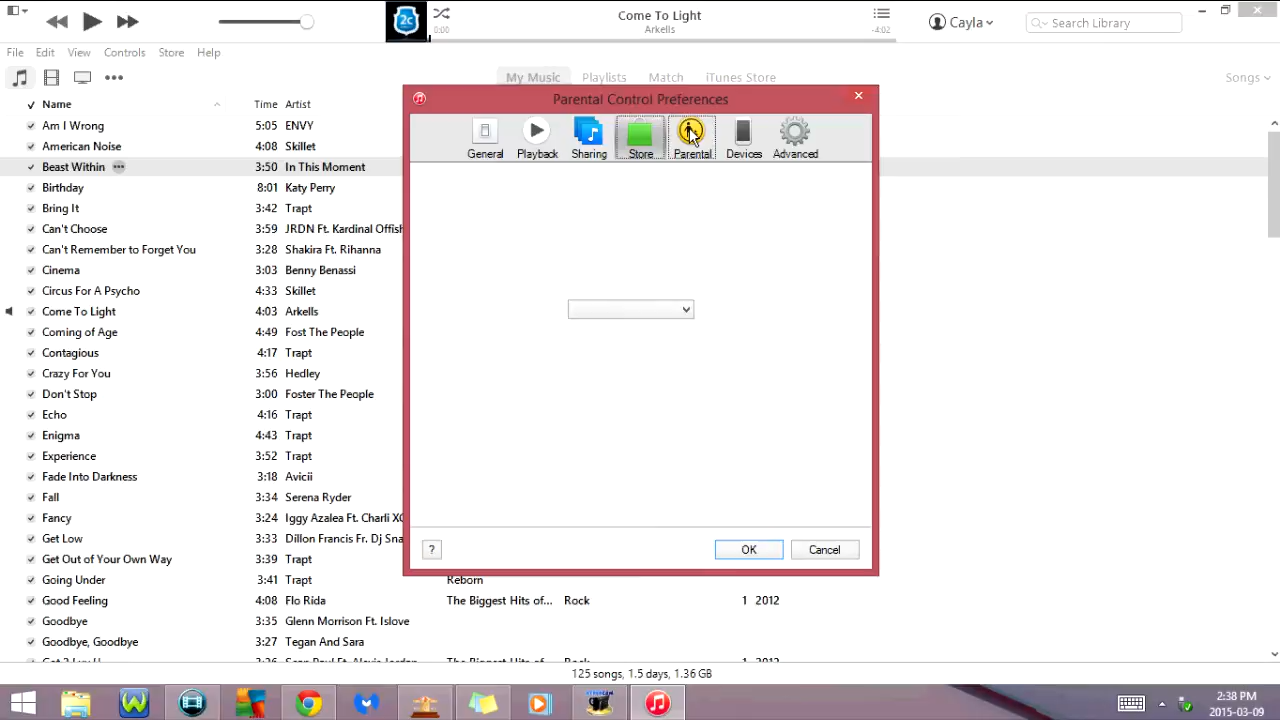 Come To Light
Arkells
0:00
-4:02
Cayla
Search Library
File Edit View Controls Store Help
My Music Playlists Match iTunes Store
Songs
Name Time Artist
Am I Wrong 5:05 ENVY
American Noise 4:08 Skillet
Beast Within 3:50 In This Moment
Birthday 8:01 Katy Perry
Bring It 3:42 Trapt
Can't Choose 3:59 JRDN Ft. Kardinal Offish
Can't Remember to Forget You 3:28 Shakira Ft. Rihanna
Cinema 3:03 Benny Benassi
Circus For A Psycho 4:33 Skillet
Come To Light 4:03 Arkells
Coming of Age 4:49 Fost The People
Contagious 4:17 Trapt
Crazy For You 3:56 Hedley
Don't Stop 3:00 Foster The People
Echo 4:16 Trapt
Enigma 4:43 Trapt
Experience 3:52 Trapt
Fade Into Darkness 3:18 Avicii
Fall 3:34 Serena Ryder
Fancy 3:24 Iggy Azalea Ft. Charli XC
Get Low 3:33 Dillon Francis Fr. Dj Sna
Get Out of Your Own Way 3:39 Trapt
Going Under 3:41 Trapt Reborn
Good Feeling 4:08 Flo Rida The Biggest Hits of... Rock 1 2012
Goodbye 3:35 Glenn Morrison Ft. Islove
Goodbye, Goodbye 3:27 Tegan And Sara
Parental Control Preferences
General Playback Sharing Store Parental Devices Advanced
? OK Cancel
125 songs, 1.5 days, 1.36 GB
2:38 PM
2015-03-09